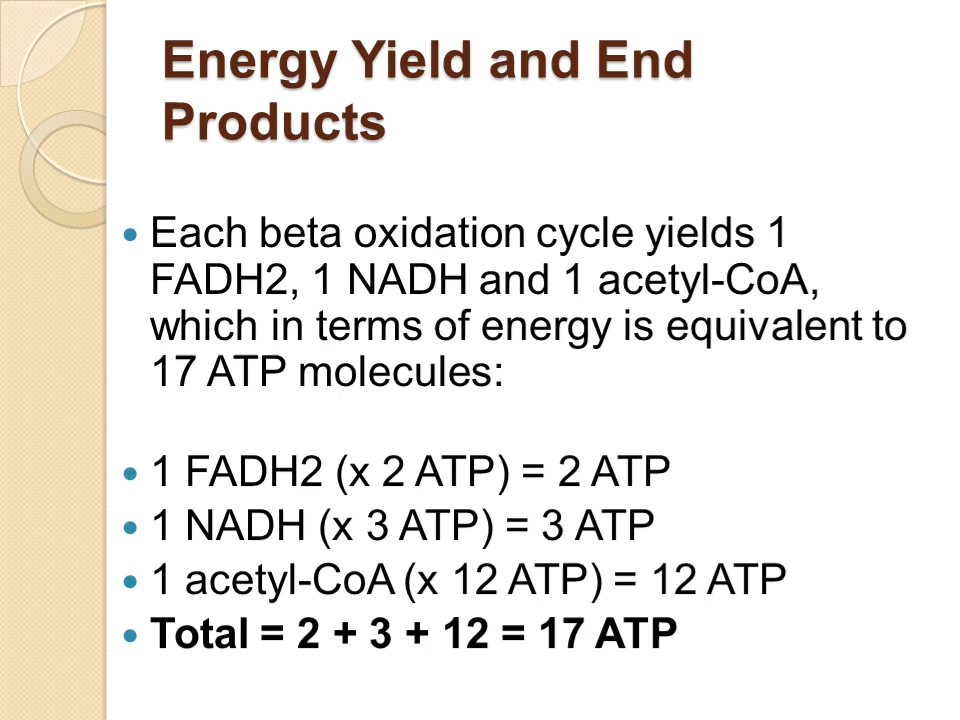 Energy Yield and End
Products
• Each beta oxidation cycle yields 1
FADH2, 1 NADH and 1 acetyl-CoA,
which in terms of energy is equivalent to
17 ATP molecules:
• 1 FADH2 (x 2 ATP) = 2 ATP
• 1 NADH (x 3 ATP) = 3 ATP
• 1 acetyl-CoA (x 12 ATP) = 12 ATP
• Total = 2 + 3 + 12 = 17 ATP